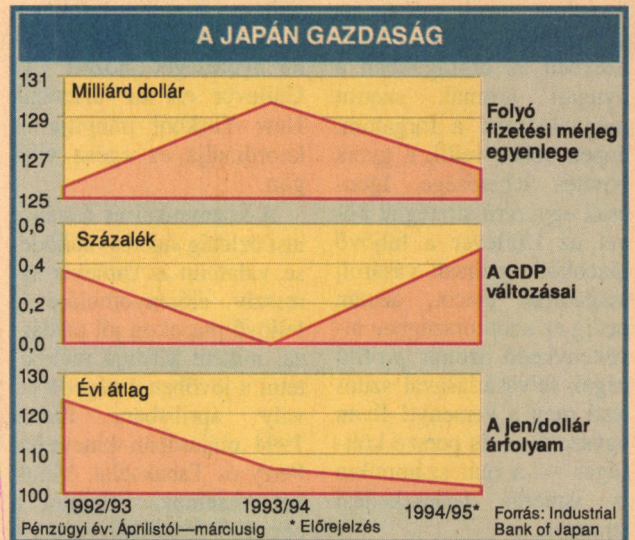 A JAPÁN GAZDASÁG
131
129
127
125
Milliárd dollár
Folyó
fizetési mérleg
egyenlege
0,6
0,4
0,2
0,0
Százalék
A GDP
változásai
130
120
110
100
Évi átlag
A jen/dollár
árfolyam
1992/93
1993/94
1994/95*
Pénzügyi év: Áprilistól—márciusig
* Előrejelzés
Forrás: Industrial
Bank of Japan